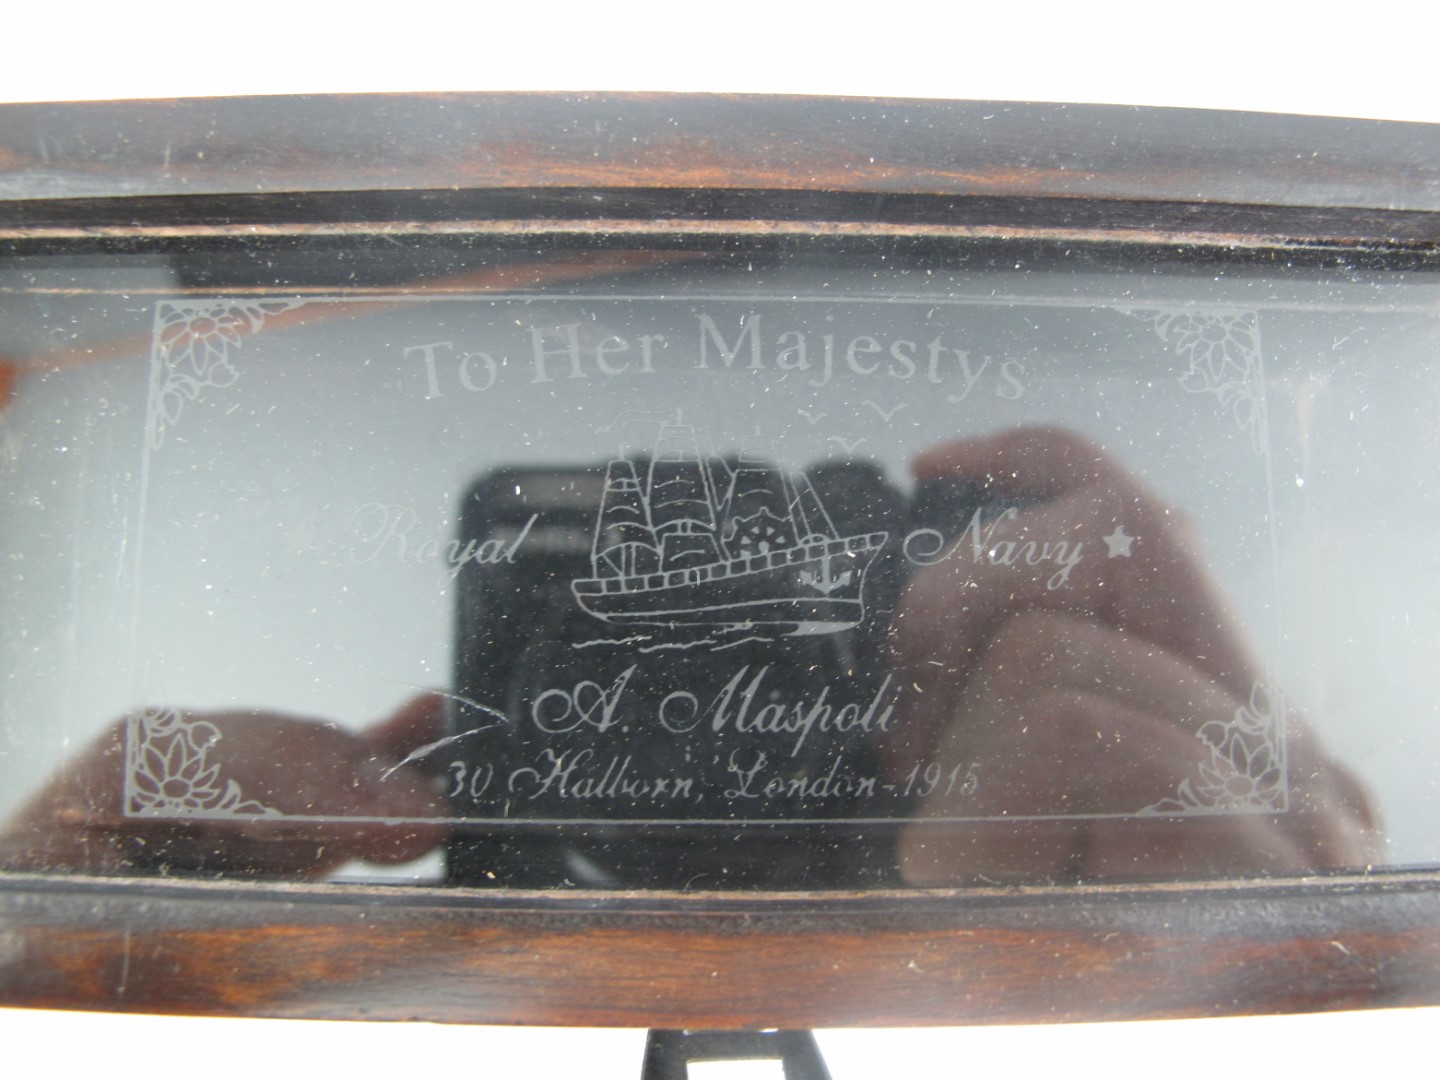 To Her Majestys
Royal Navy
A. Maspoli
30 Halborn, London-1915